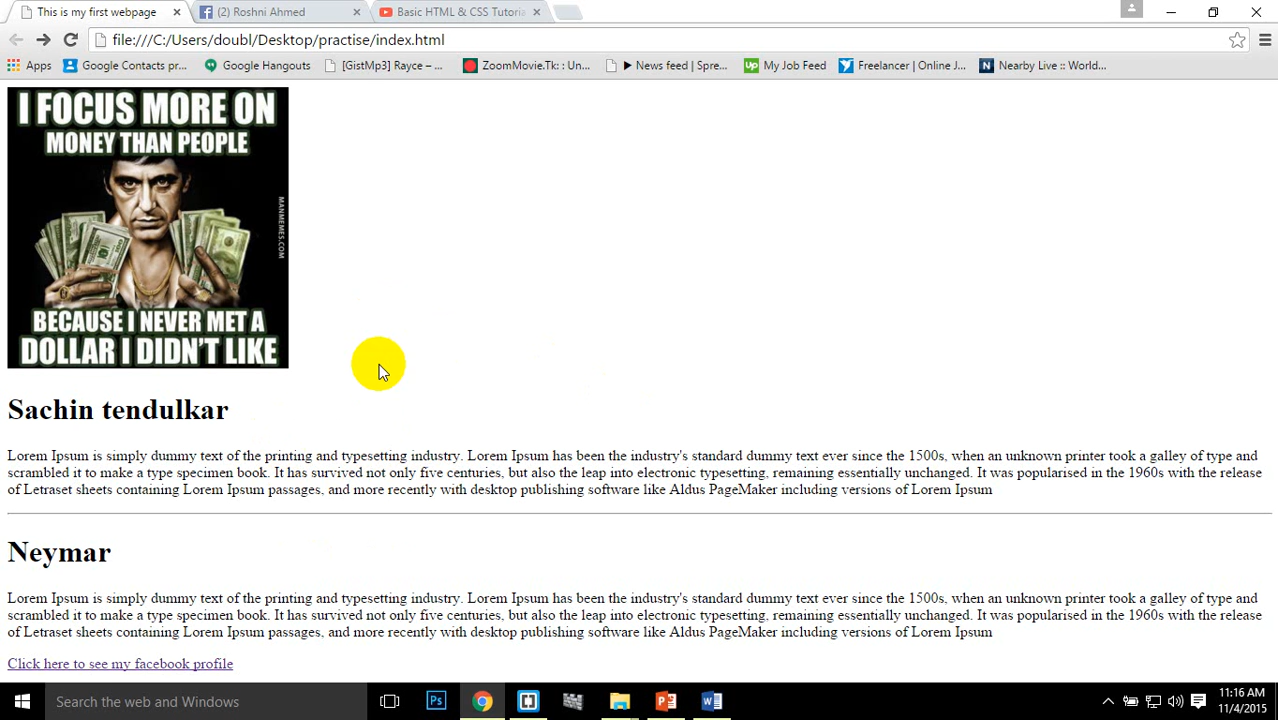 This is my first webpage
(2) Roshni Ahmed
Basic HTML & CSS Tutoria
file:///C:/Users/doubl/Desktop/practise/index.html
Apps
Google Contacts pr...
Google Hangouts
[GistMp3] Rayce – ...
ZoomMovie.Tk: : Un...
News feed | Spre...
Up My Job Feed
Freelancer | Online J...
N Nearby Live :: World...
I FOCUS MORE ON
MONEY THAN PEOPLE
MANMEMES.COM
BECAUSE I NEVER MET A
DOLLAR I DIDN'T LIKE
Sachin tendulkar
Lorem Ipsum is simply dummy text of the printing and typesetting industry. Lorem Ipsum has been the industry's standard dummy text ever since the 1500s, when an unknown printer took a galley of type and
scrambled it to make a type specimen book. It has survived not only five centuries, but also the leap into electronic typesetting, remaining essentially unchanged. It was popularised in the 1960s with the release
of Letraset sheets containing Lorem Ipsum passages, and more recently with desktop publishing software like Aldus PageMaker including versions of Lorem Ipsum
Neymar
Lorem Ipsum is simply dummy text of the printing and typesetting industry. Lorem Ipsum has been the industry's standard dummy text ever since the 1500s, when an unknown printer took a galley of type and
scrambled it to make a type specimen book. It has survived not only five centuries, but also the leap into electronic typesetting, remaining essentially unchanged. It was popularised in the 1960s with the release
of Letraset sheets containing Lorem Ipsum passages, and more recently with desktop publishing software like Aldus PageMaker including versions of Lorem Ipsum
Click here to see my facebook profile
Search the web and Windows
Ps
11:16 AM
11/4/2015